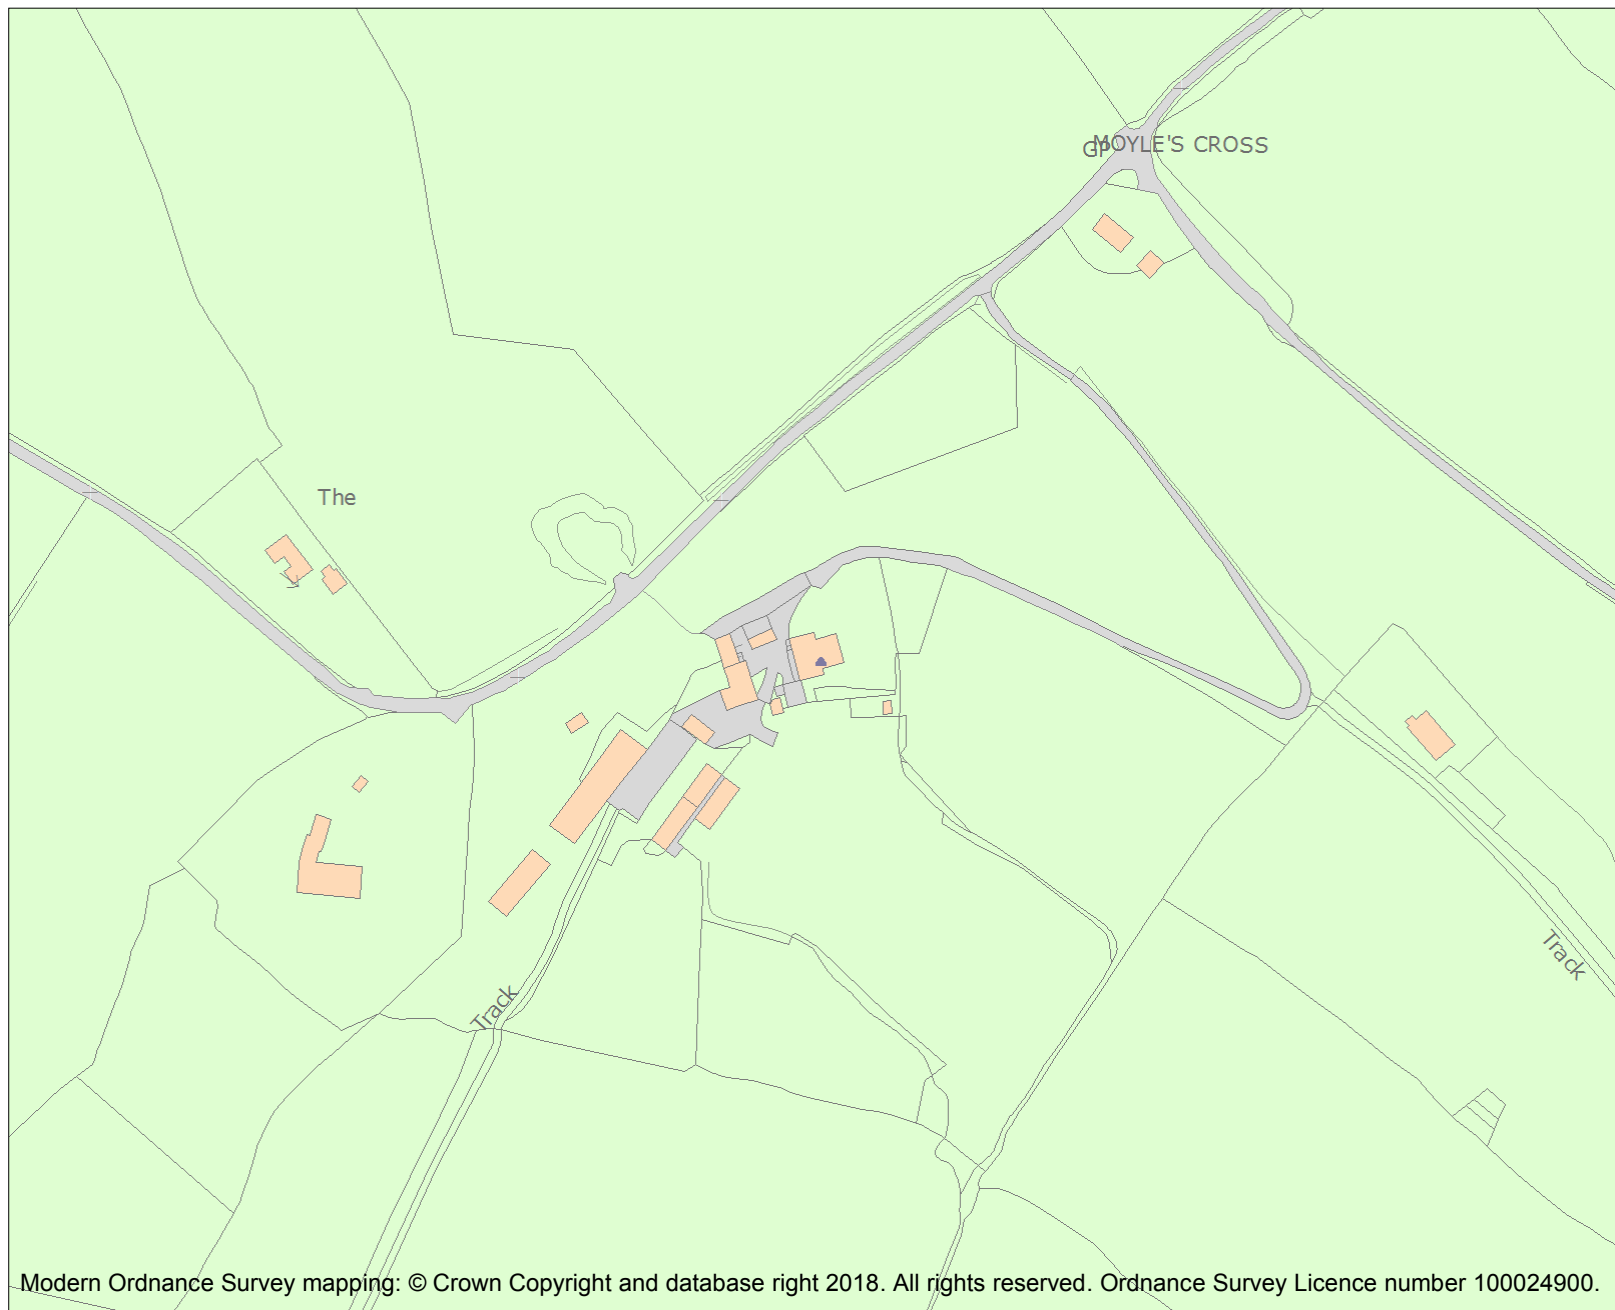 MOYLE'S CROSS
GP
The
Track
Track
Modern Ordnance Survey mapping: © Crown Copyright and database right 2018. All rights reserved. Ordnance Survey Licence number 100024900.